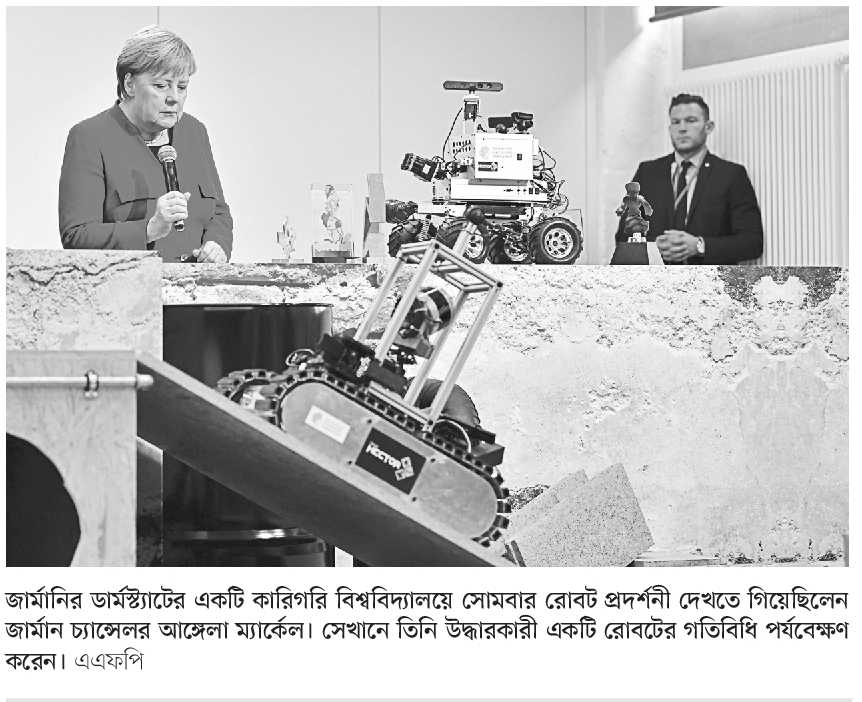 HECTOR
জার্মানির ডার্মস্ট্যাটের একটি কারিগরি বিশ্ববিদ্যালয়ে সোমবার রোবট প্রদর্শনী দেখতে গিয়েছিলেন
জার্মান চ্যান্সেলর আঙ্গেলা ম্যার্কেল। সেখানে তিনি উদ্ধারকারী একটি রোবটের গতিবিধি পর্যবেক্ষণ
করেন। এএফপি